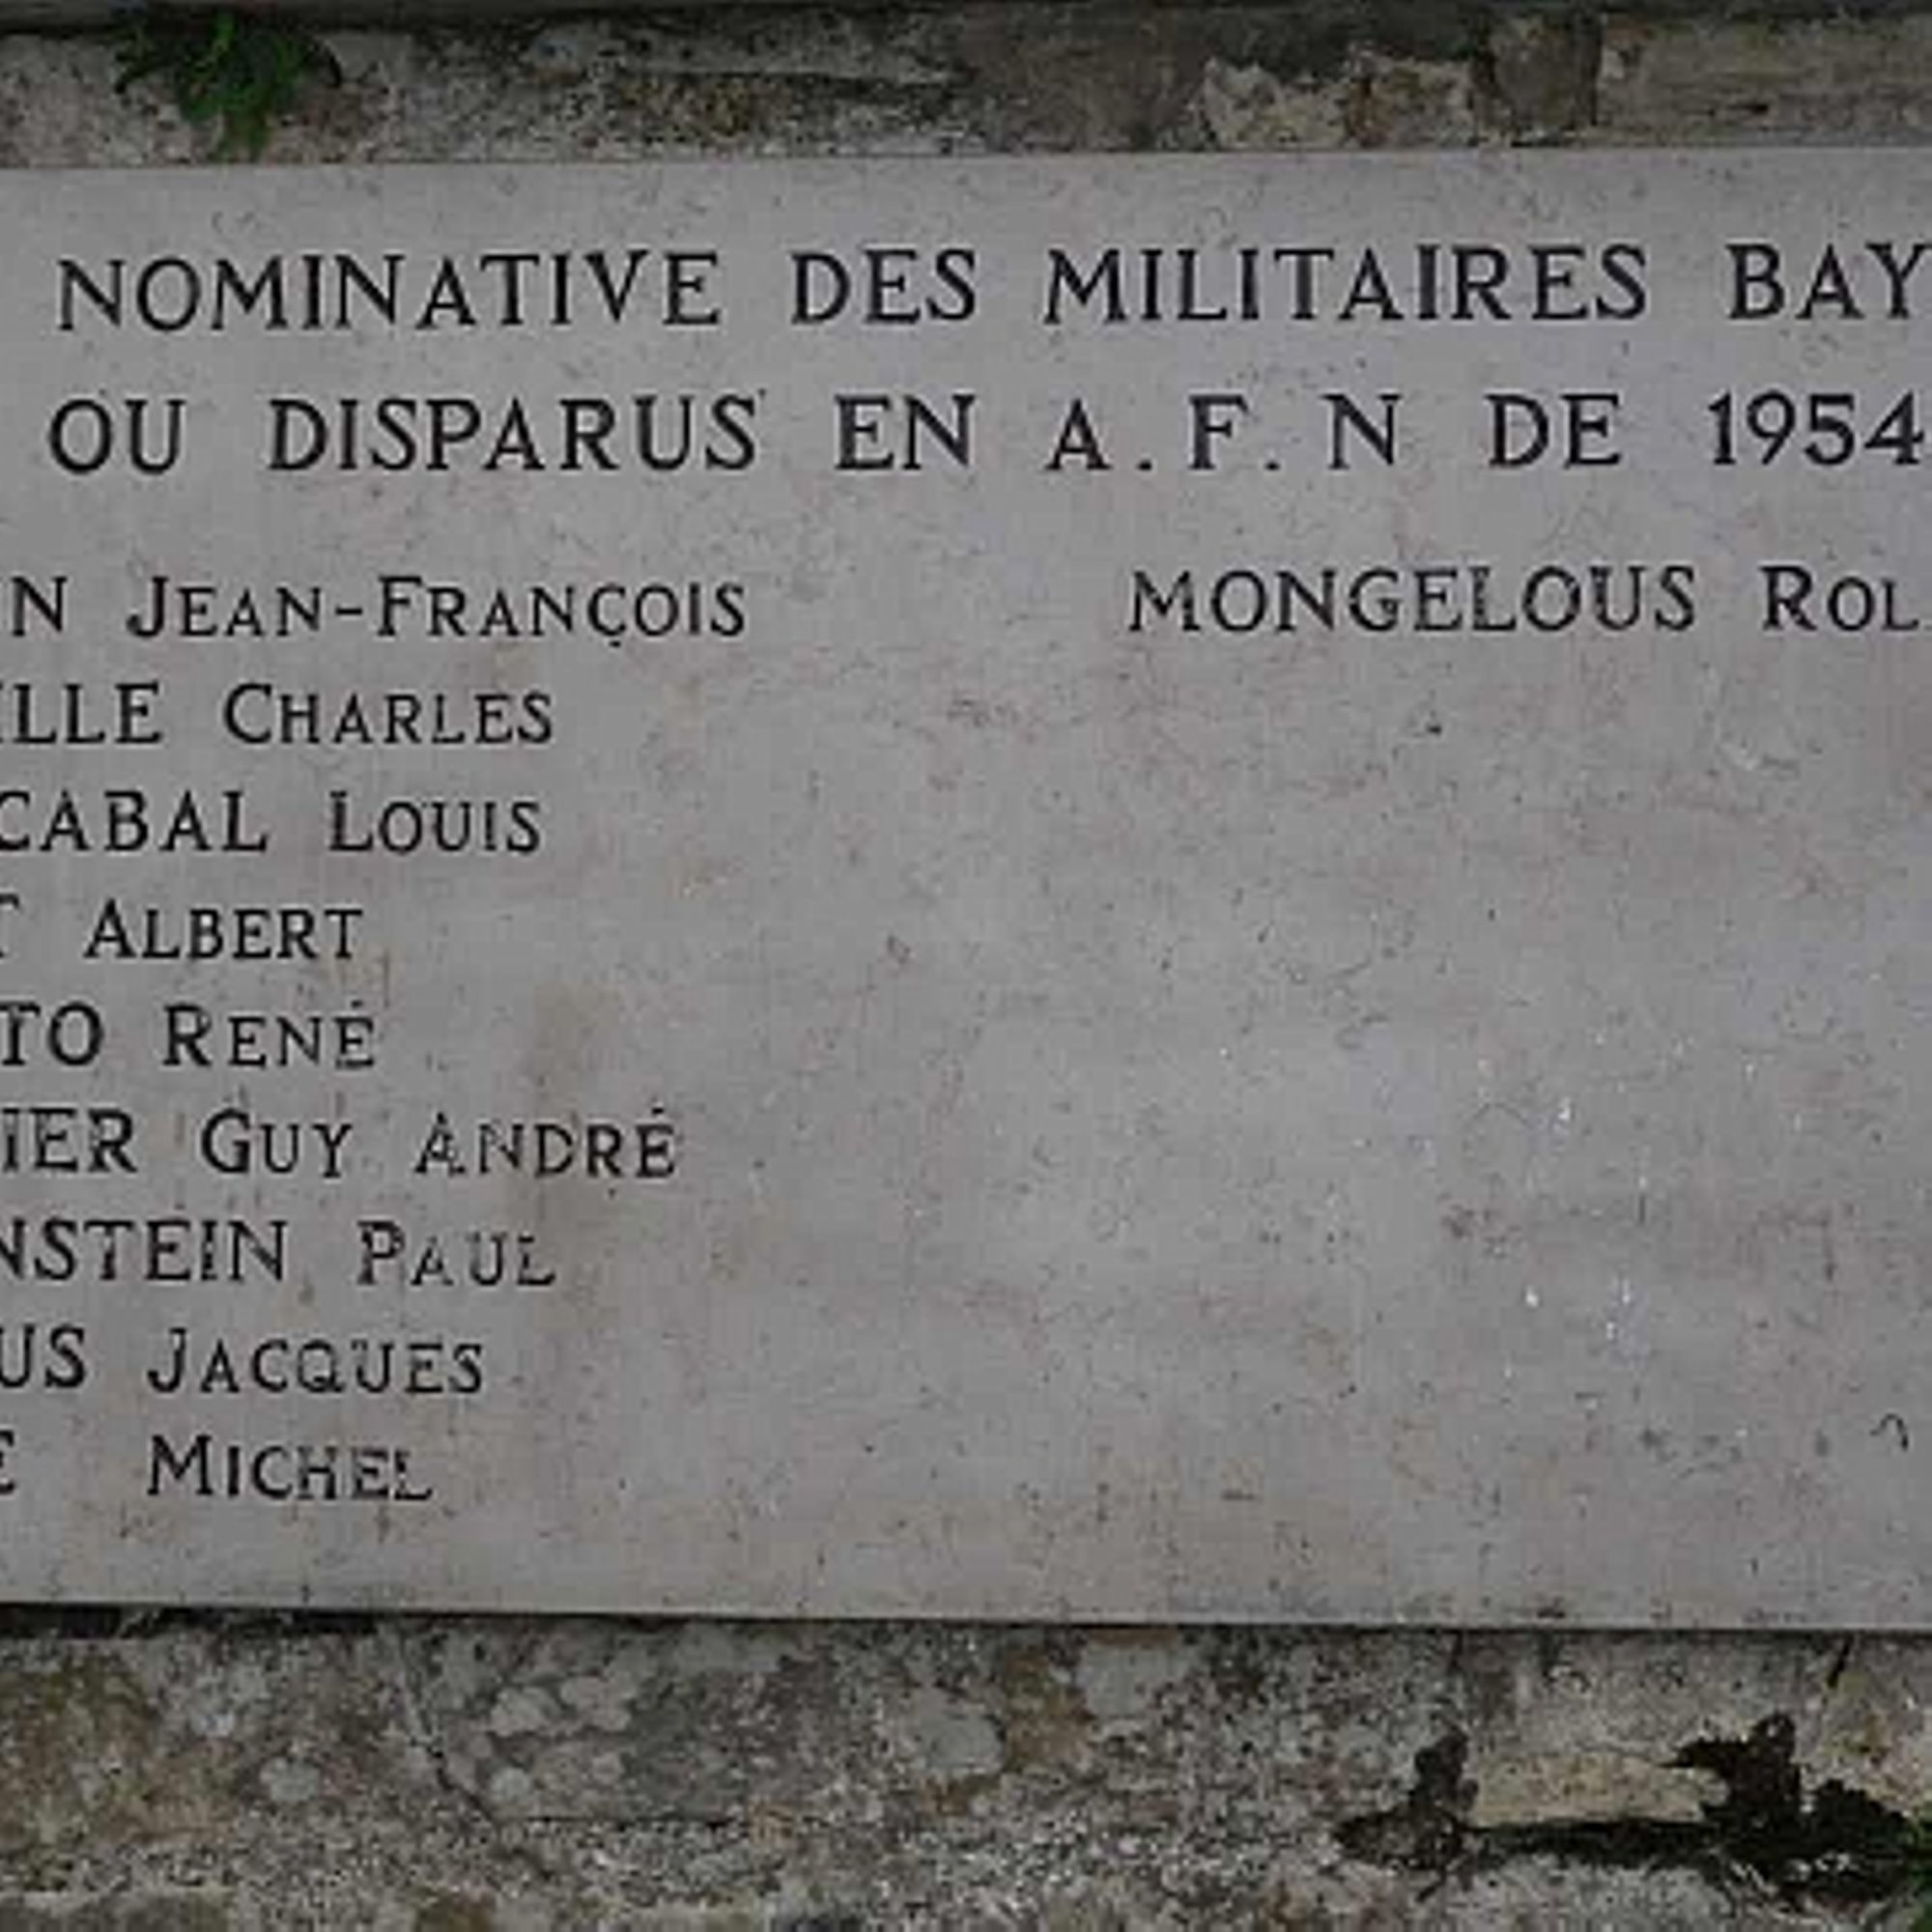 NOMINATIVE DES MILITAIRES BAY
OU DISPARUS EN A.F.N DE 1954
N JEAN-FRANÇOIS
ILLE CHARLES
CABAL LOUIS
T ALBERT
TO RENÉ
IER GUY ANDRÉ
NSTEIN PAUL
US JACQUES
E MICHEL
MONGELOUS ROL